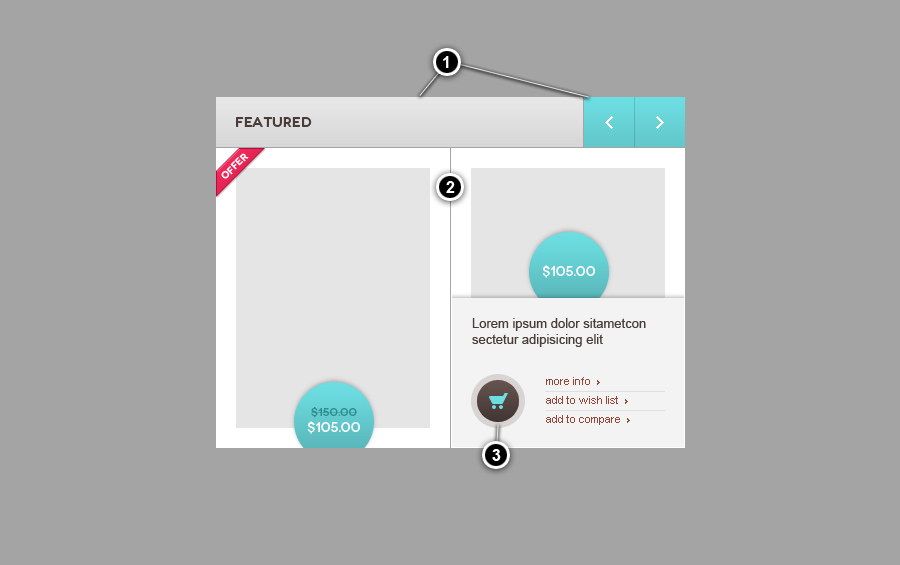 1
FEATURED
OFFER
2
$105.00
Lorem ipsum dolor sitametcon
sectetur adipisicing elit
more info
add to wish list
add to compare
$150.00
$105.00
3